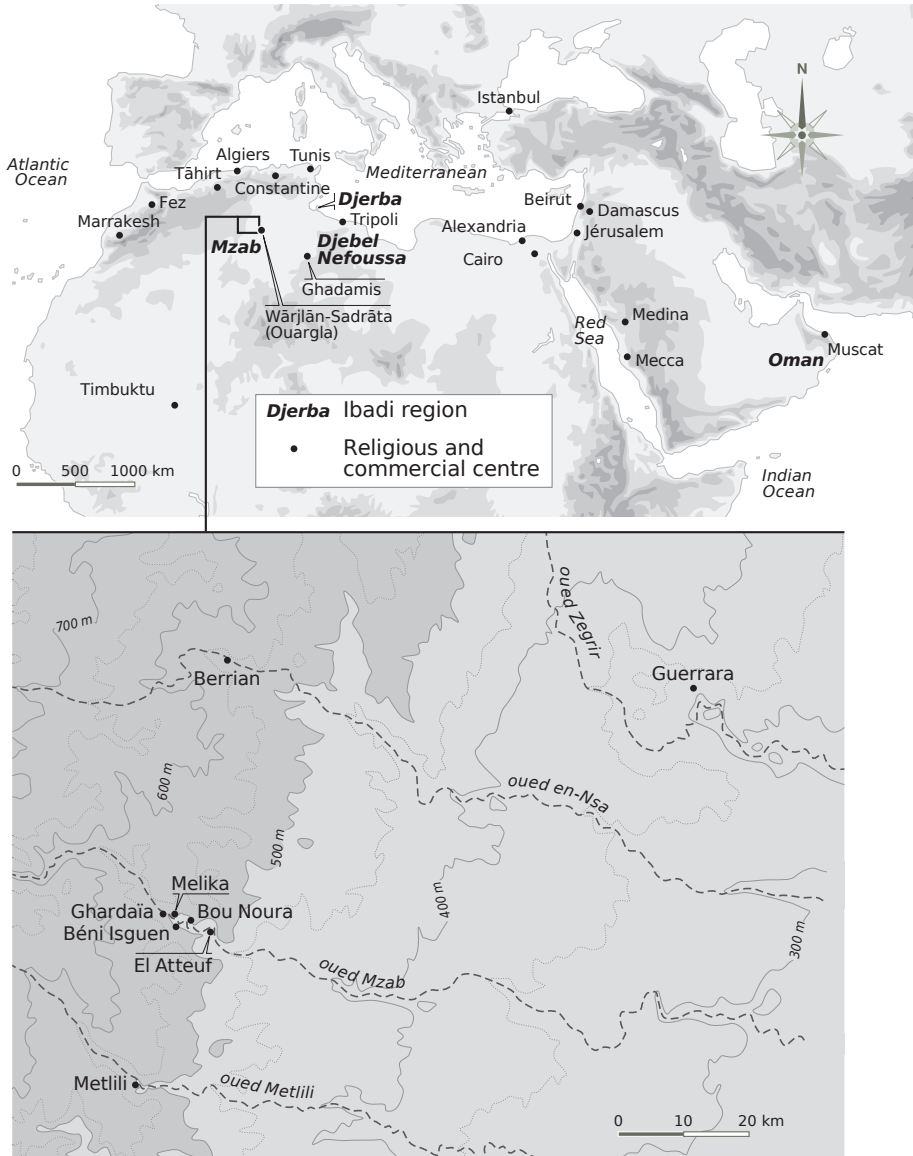 N
Istanbul
Atlantic
Ocean
Algiers
Tunis
Mediterranean
Tāhirt
Constantine
Djerba
Beirut
Damascus
Fez
Tripoli
Alexandria
Jérusalem
Marrakesh
Mzab
Djebel
Nefoussa
Cairo
Ghadamis
Wārjlān-Sadrāta
(Ouargla)
Red
Sea
Medina
Mecca
Oman
Muscat
Timbuktu
Djerba Ibadi region
Religious and
commercial centre
0 500 1000 km
Indian
Ocean
oued Zegrir
700 m
Berrian
Guerrara
600 m
oued en-Nsa
500 m
Melika
Ghardaïa
Bou Noura
Béni Isguen
400 m
300 m
El Atteuf
oued Mzab
Metlili
oued Metlili
0 10 20 km